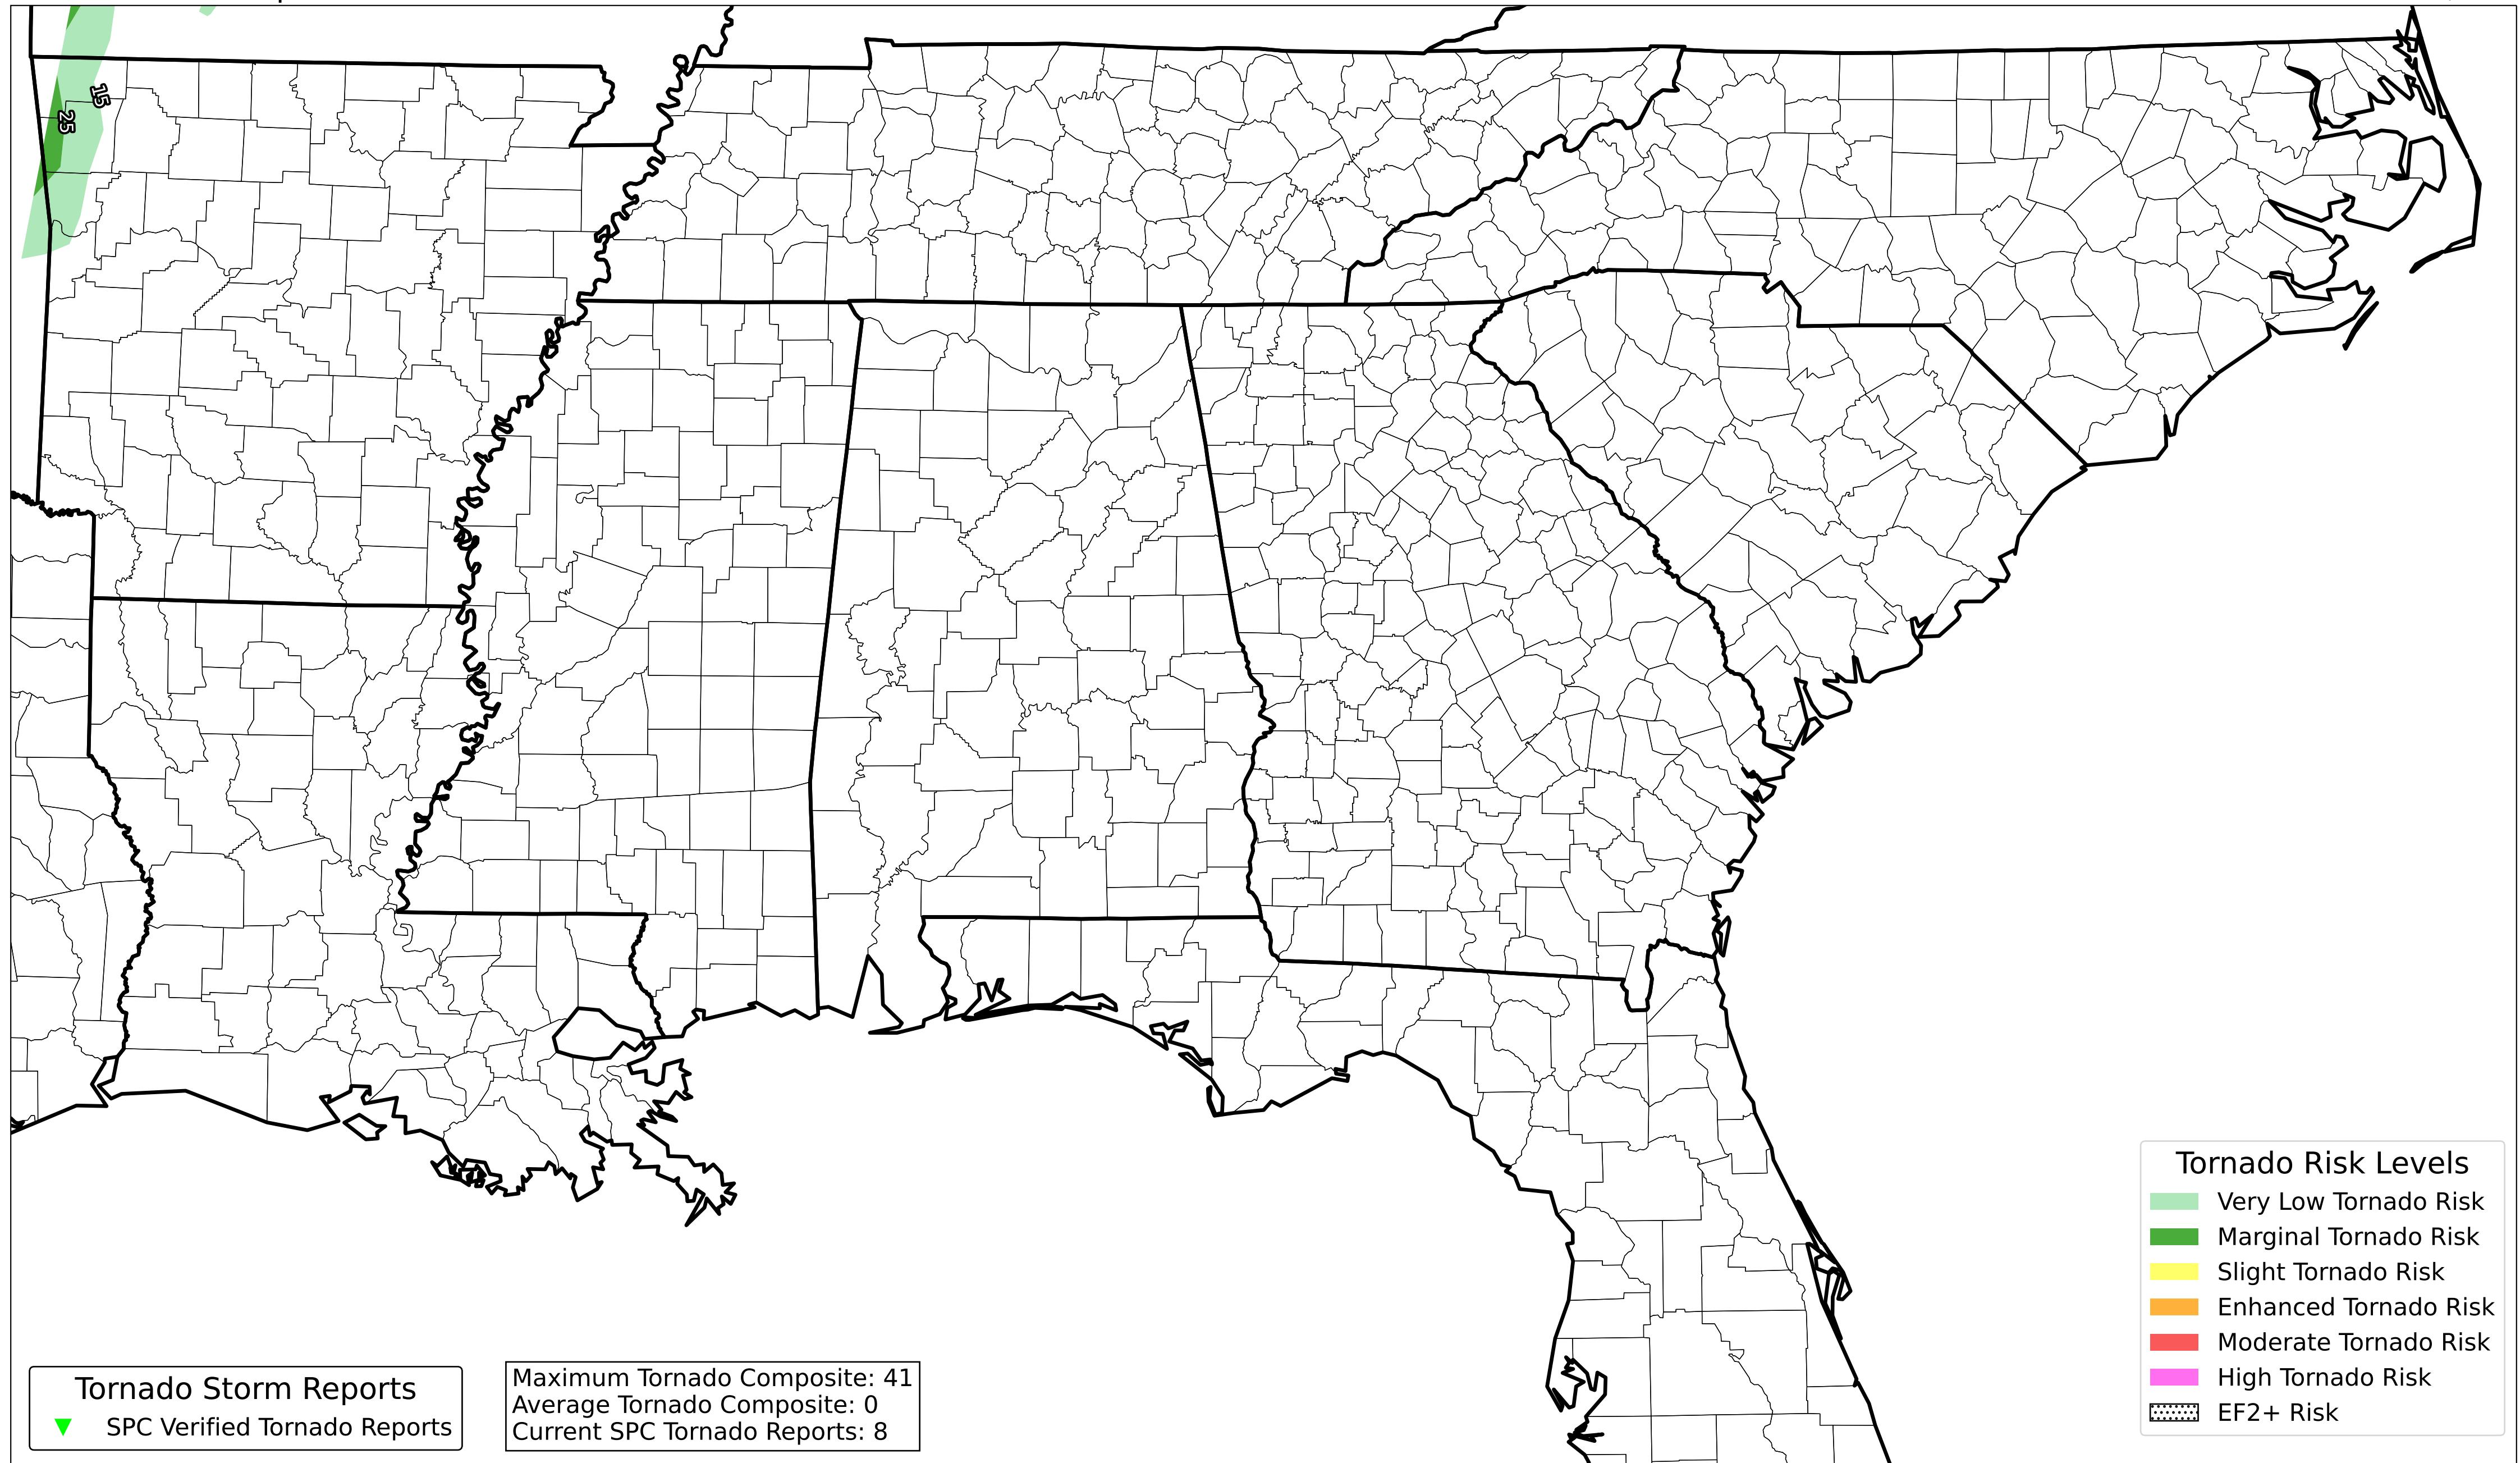 15
25
Tornado Risk Levels
Very Low Tornado Risk
Marginal Tornado Risk
Slight Tornado Risk
Enhanced Tornado Risk
Moderate Tornado Risk
High Tornado Risk
EF2+ Risk
Tornado Storm Reports
SPC Verified Tornado Reports
Maximum Tornado Composite: 41
Average Tornado Composite: 0
Current SPC Tornado Reports: 8